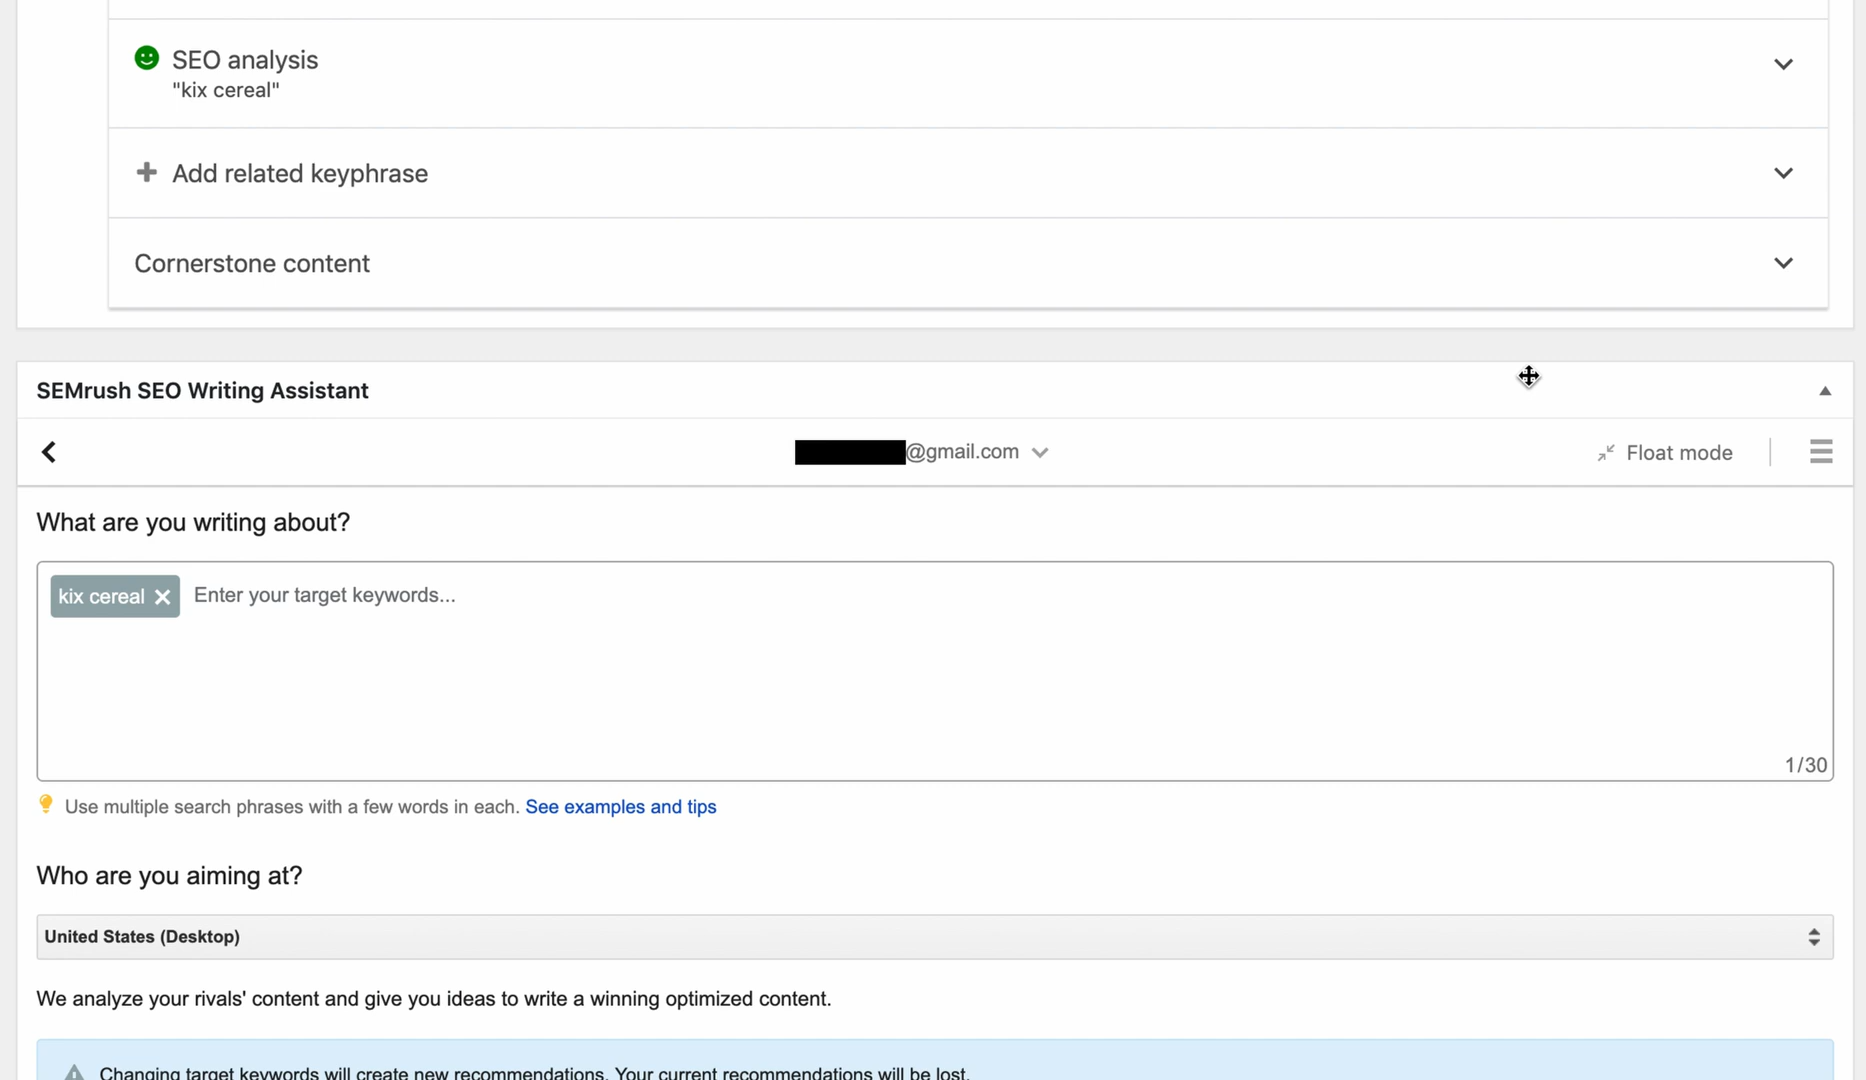 SEO analysis
"kix cereal"
Add related keyphrase
Cornerstone content
SEMrush SEO Writing Assistant
@gmail.com
Float mode
What are you writing about?
kix cereal Enter your target keywords...
1/30
Use multiple search phrases with a few words in each. See examples and tips
Who are you aiming at?
United States (Desktop)
We analyze your rivals' content and give you ideas to write a winning optimized content.
Changing target keywords will create new recommendations. Your current recommendations will be lost.